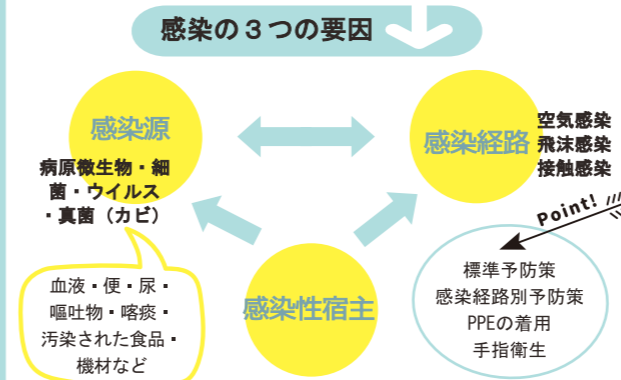 感染の３つの要因
感染源
病原微生物・細
菌・ウイルス
・真菌（カビ）
血液・便・尿・
嘔吐物・喀痰・
汚染された食品・
機材など
感染経路
空気感染
飛沫感染
接触感染
Point!
標準予防策
感染経路別予防策
PPEの着用
手指衛生
感染性宿主